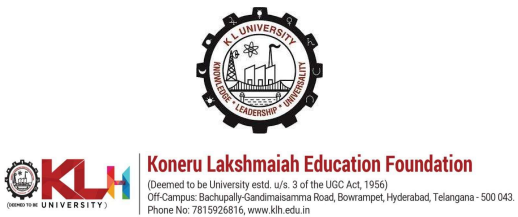 K L UNIVERSITY
KNOWLEDGE * LEADERSHIP * UNIVERSALITY
KLH
(DEEMED TO BE UNIVERSITY)
Koneru Lakshmaiah Education Foundation
(Deemed to be University estd. u/s. 3 of the UGC Act, 1956)
Off-Campus: Bachupally-Gandimaisamma Road, Bowrampet, Hyderabad, Telangana - 500 043.
Phone No: 7815926816, www.klh.edu.in